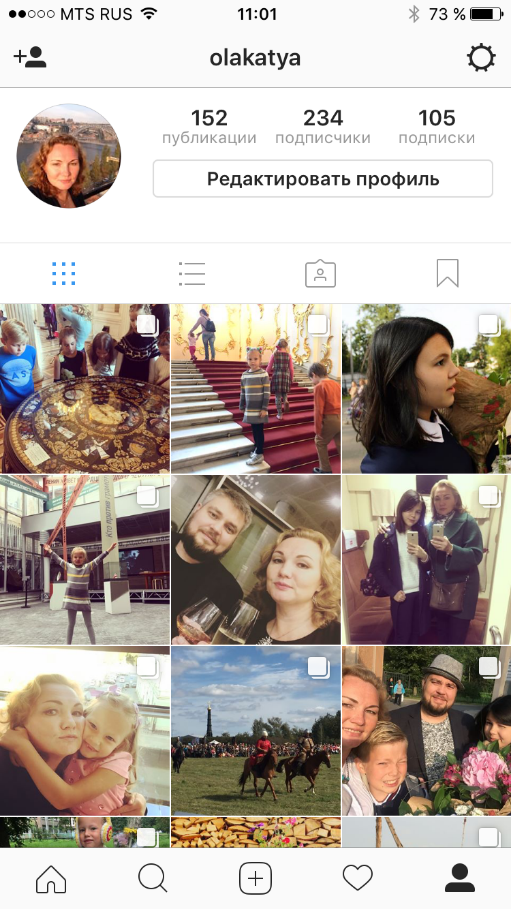 MTS RUS 11:01 73 %
olakatya
152 234 105
публикации подписчики подписки
Редактировать профиль